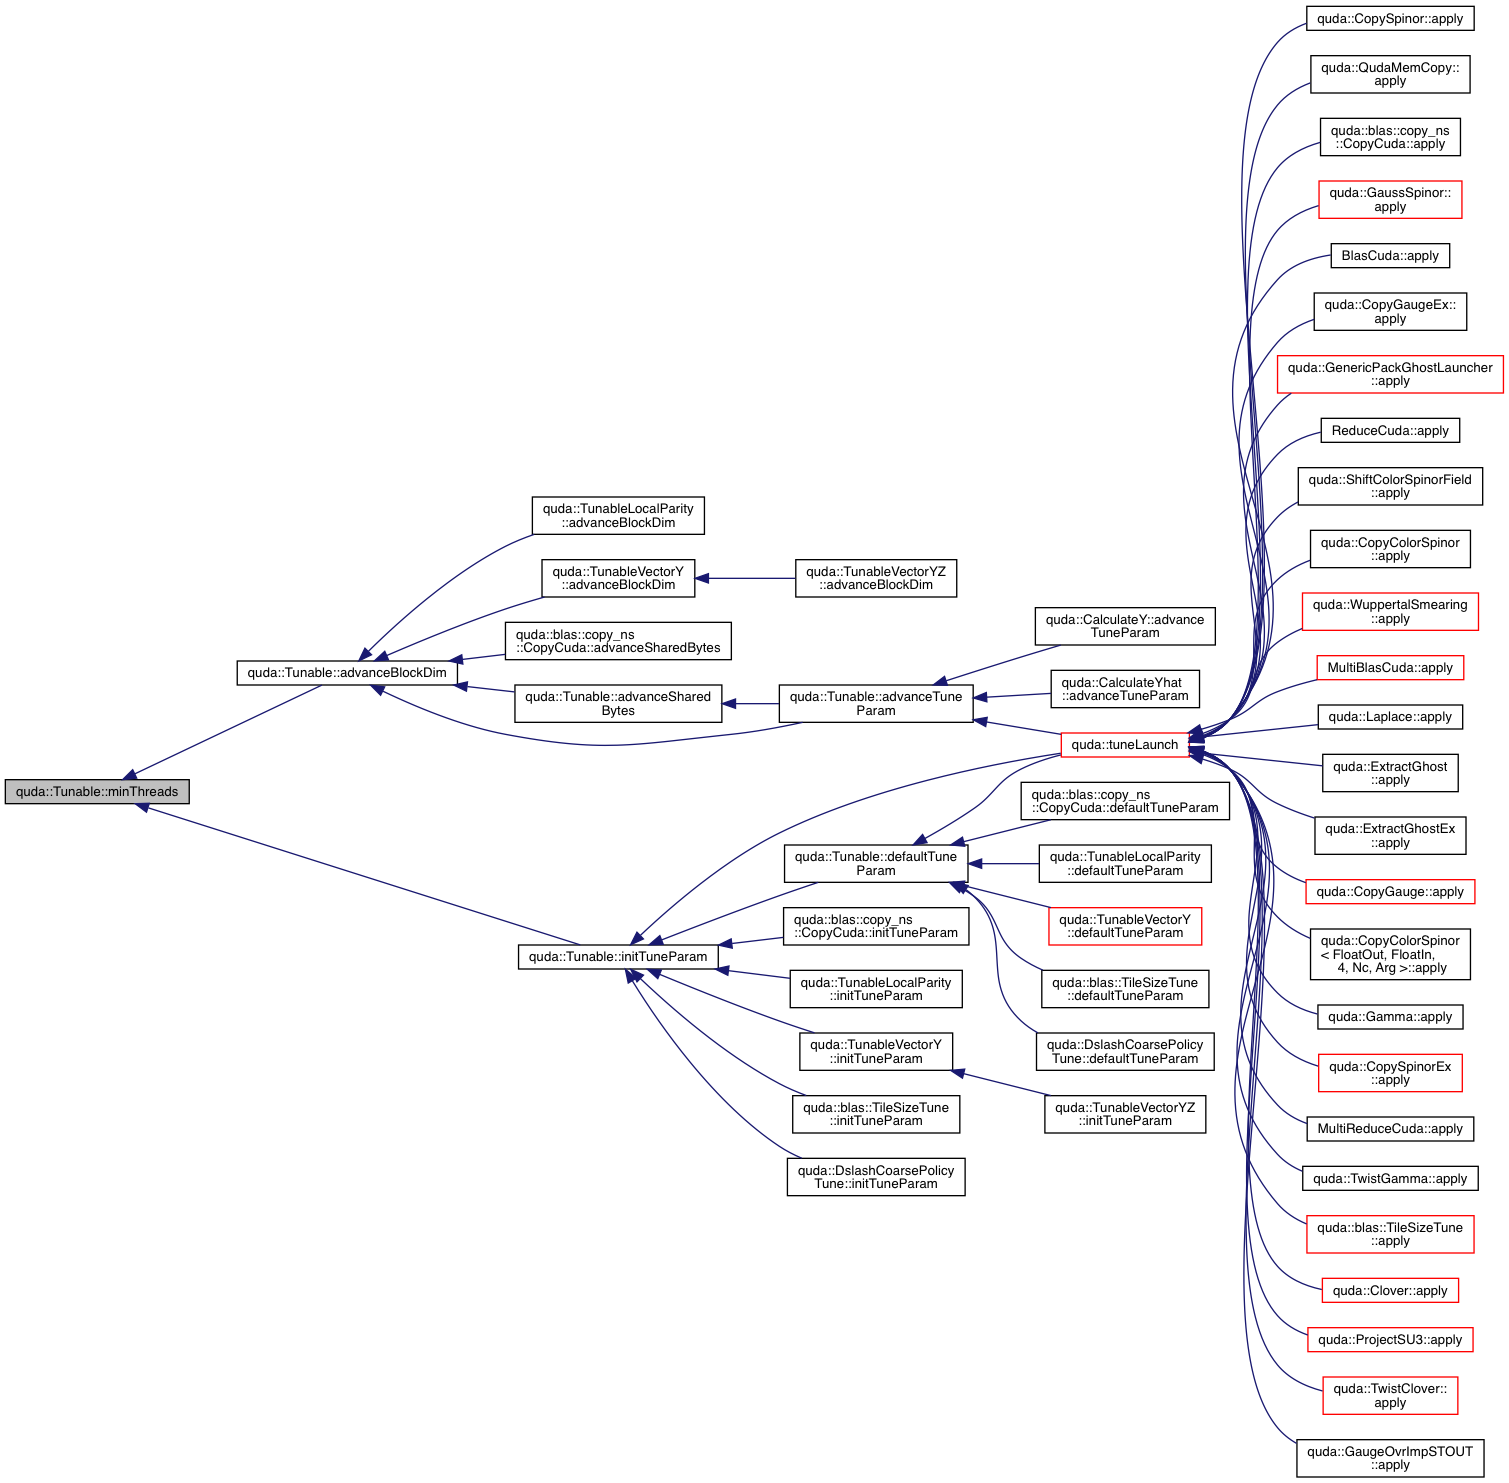 quda::Tunable::minThreads
quda::Tunable::advanceBlockDim
quda::TunableLocalParity
::advanceBlockDim
quda::TunableVectorY
::advanceBlockDim
quda::TunableVectorYZ
::advanceBlockDim
quda::blas::copy_ns
::CopyCuda::advanceSharedBytes
quda::Tunable::advanceShared
Bytes
quda::Tunable::advanceTune
Param
quda::CalculateY::advance
TuneParam
quda::CalculateYhat
::advanceTuneParam
quda::tuneLaunch
quda::Tunable::initTuneParam
quda::Tunable::defaultTune
Param
quda::blas::copy_ns
::CopyCuda::defaultTuneParam
quda::TunableLocalParity
::defaultTuneParam
quda::TunableVectorY
::defaultTuneParam
quda::blas::TileSizeTune
::defaultTuneParam
quda::DslashCoarsePolicy
Tune::defaultTuneParam
quda::blas::copy_ns
::CopyCuda::initTuneParam
quda::TunableLocalParity
::initTuneParam
quda::TunableVectorY
::initTuneParam
quda::TunableVectorYZ
::initTuneParam
quda::blas::TileSizeTune
::initTuneParam
quda::DslashCoarsePolicy
Tune::initTuneParam
quda::CopySpinor::apply
quda::QudaMemCopy::
apply
quda::blas::copy_ns
::CopyCuda::apply
quda::GaussSpinor::
apply
BlasCuda::apply
quda::CopyGaugeEx::
apply
quda::GenericPackGhostLauncher
::apply
ReduceCuda::apply
quda::ShiftColorSpinorField
::apply
quda::CopyColorSpinor
::apply
quda::WuppertalSmearing
::apply
MultiBlasCuda::apply
quda::Laplace::apply
quda::ExtractGhost
::apply
quda::ExtractGhostEx
::apply
quda::CopyGauge::apply
quda::CopyColorSpinor
< FloatOut, FloatIn,
4, Nc, Arg >::apply
quda::Gamma::apply
quda::CopySpinorEx
::apply
MultiReduceCuda::apply
quda::TwistGamma::apply
quda::blas::TileSizeTune
::apply
quda::Clover::apply
quda::ProjectSU3::apply
quda::TwistClover::
apply
quda::GaugeOvrImpSTOUT
::apply